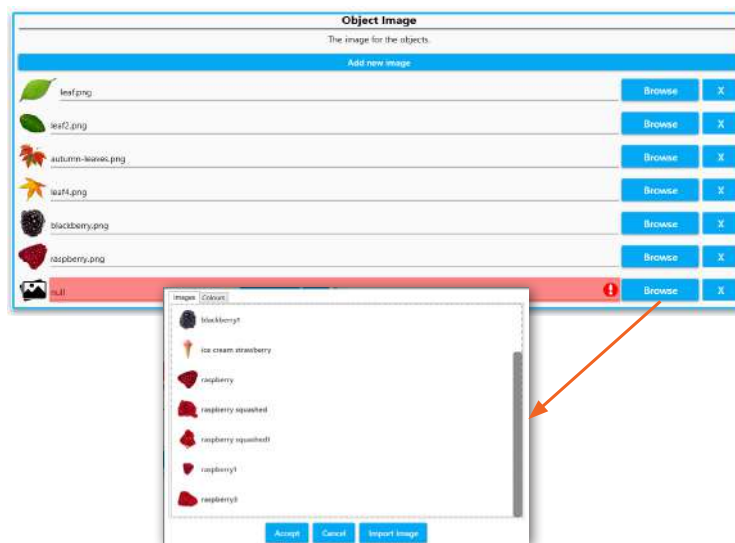 Object Image
The image for the objects.
Add new image
leaf.png Browse X
leaf2.png Browse X
autumn-leaves.png Browse X
leaf4.png Browse X
blackberry.png Browse X
raspberry.png Browse X
null Browse X
Images Colours
blackberry1
ice cream strawberry
raspberry
raspberry squashed
raspberry squashed1
raspberry1
raspberry3
Accept Cancel Import Image